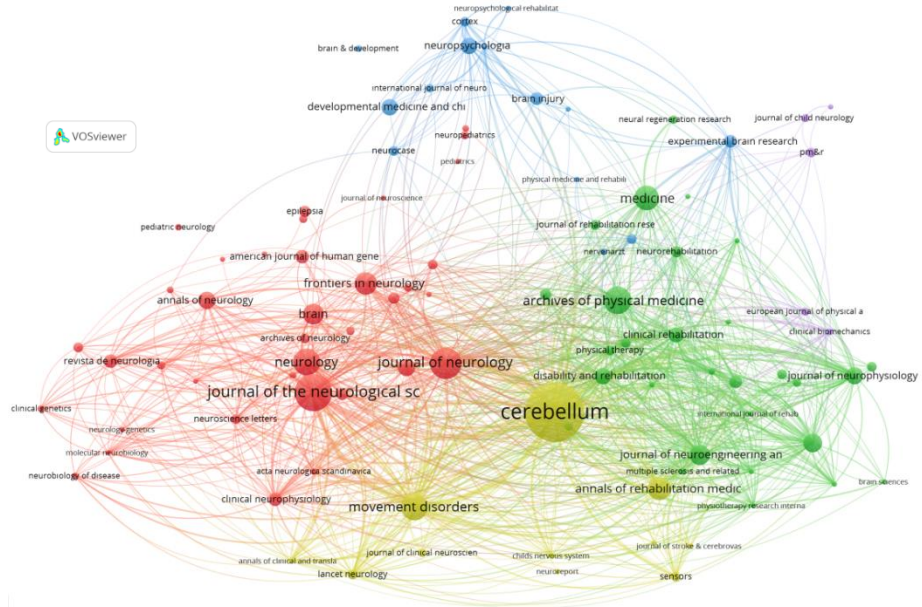 neuropsychological rehabilitat
cortex
neuropsychologia
brain & development
international journal of neuro
developmental medicine and chi
brain injury
neural regeneration research
journal of child neurology
VOSviewer
neuropediatrics
experimental brain research
neurocase
pm&r
pediatrics
physical medicine and rehabili
journal of neuroscience
medicine
epilepsia
pediatric neurology
journal of rehabilitation rese
american journal of human gene
nervenarzt
neurorehabilitation
frontiers in neurology
annals of neurology
archives of physical medicine
brain
european journal of physical a
archives of neurology
clinical rehabilitation
clinical biomechanics
physical therapy
revista de neurologia
neurology
journal of neurology
disability and rehabilitation
journal of neurophysiology
journal of the neurological sc
clinical genetics
cerebellum
neuroscience letters
international journal of rehab
neurology-genetics
molecular neurobiology
journal of neuroengineering an
acta neurologica scandinavica
multiple sclerosis and related
neurobiology of disease
brain sciences
annals of rehabilitation medic
clinical neurophysiology
movement disorders
physiotherapy research interna
journal of stroke & cerebrovas
journal of clinical neuroscien
childs nervous system
annals of clinical and transla
neuroreport
lancet neurology
sensors